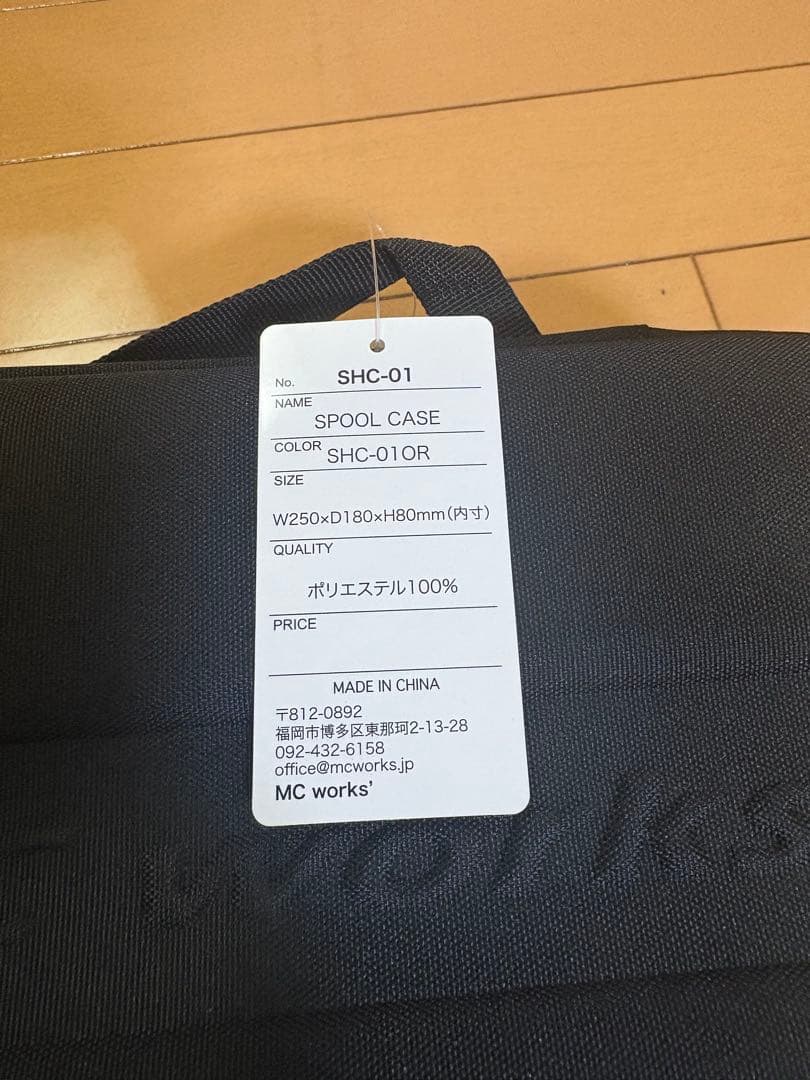 No. SHC-01
NAME
SPOOL CASE
COLOR SHC-01OR
SIZE
W250×D180×H80mm(内寸)
QUALITY
ポリエステル100%
PRICE
MADE IN CHINA
〒812-0892
福岡市博多区東那珂2-13-28
092-432-6158
office@mcworks.jp
MC works’
works